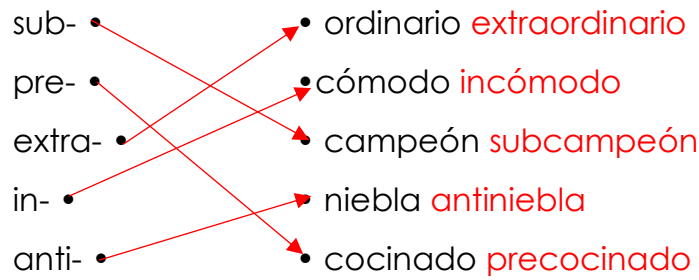 sub- • • ordinario extraordinario
pre- • • cómodo incómodo
extra- • • campeón subcampeón
in- • • niebla antiniebla
anti- • • cocinado precocinado